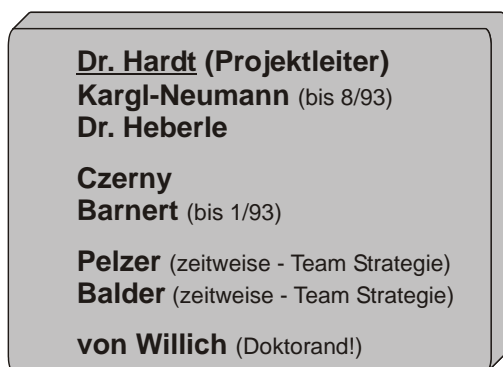 Dr. Hardt (Projektleiter)
Kargl-Neumann (bis 8/93)
Dr. Heberle
Czerny
Barnert (bis 1/93)
Pelzer (zeitweise - Team Strategie)
Balder (zeitweise - Team Strategie)
von Willich (Doktorand!)